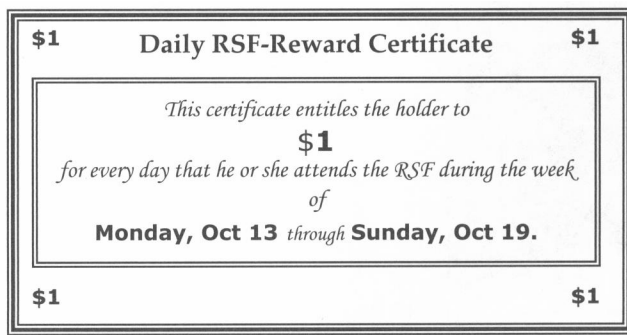 $1 Daily RSF-Reward Certificate $1
This certificate entitles the holder to
$1
for every day that he or she attends the RSF during the week
of
Monday, Oct 13 through Sunday, Oct 19.
$1 $1